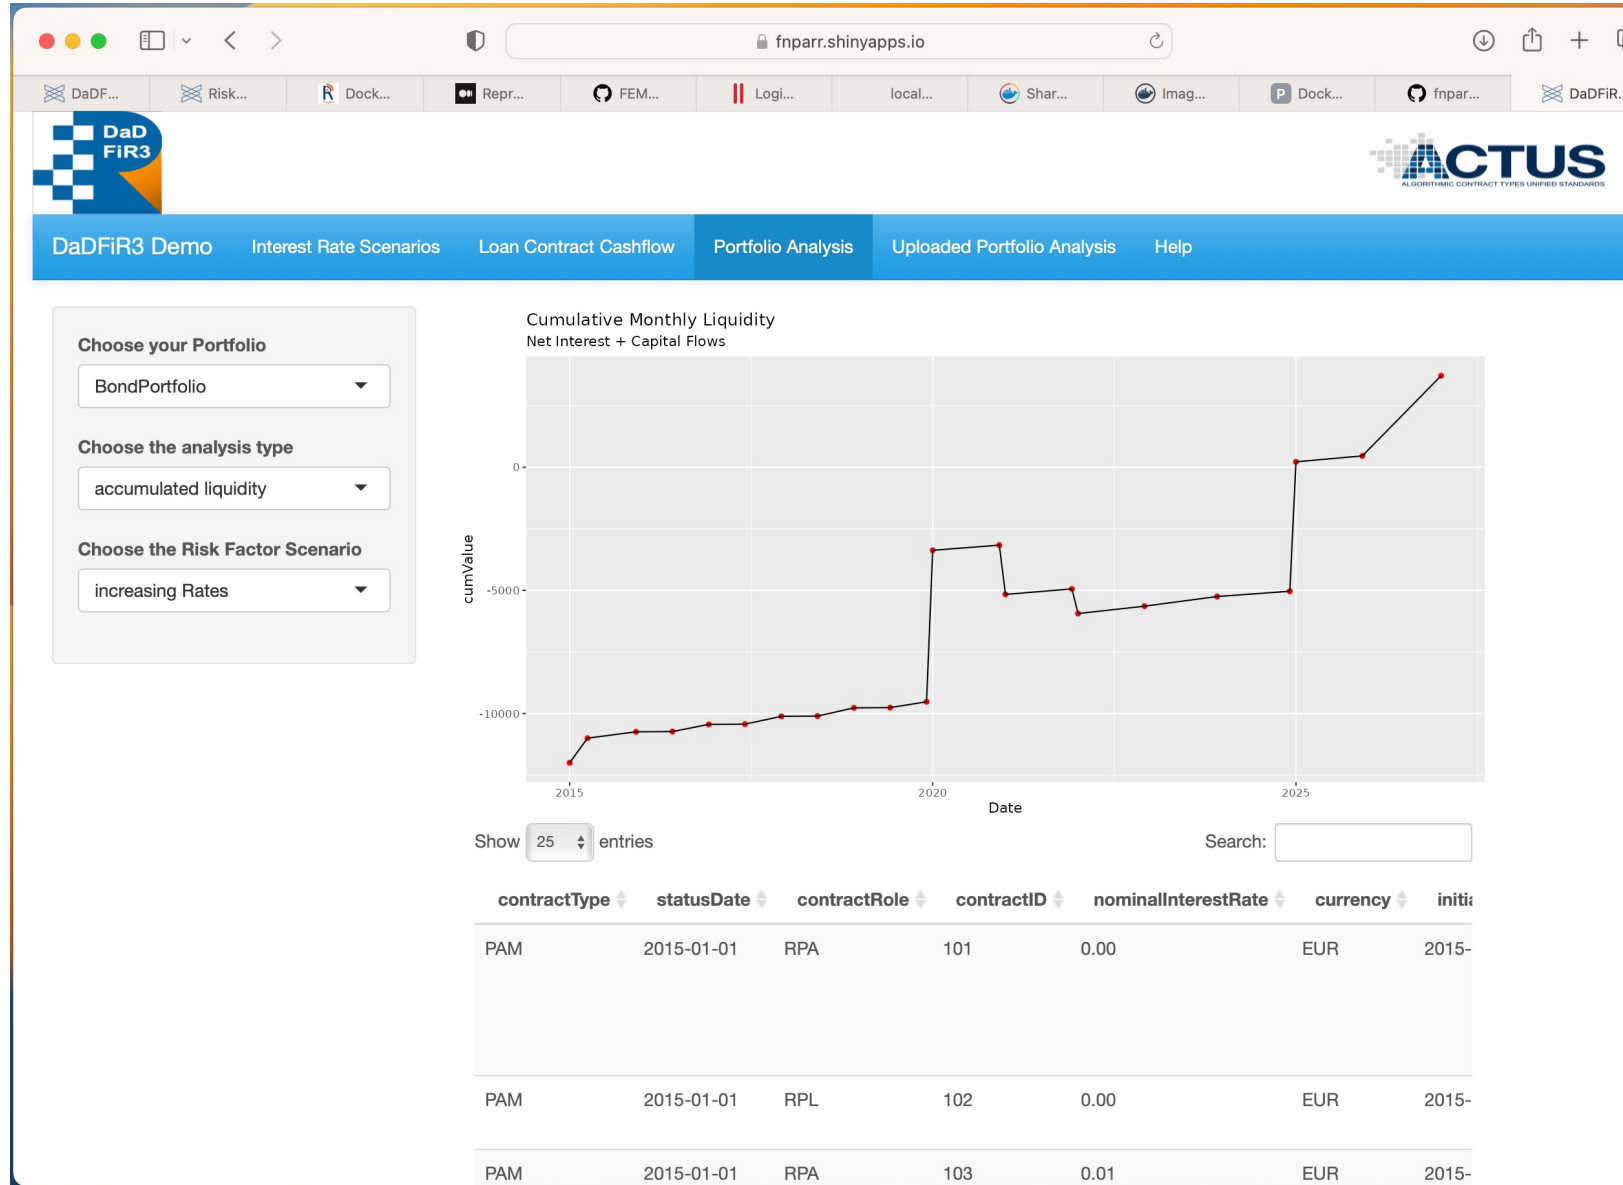 fnparr.shinyapps.io
DaDF...
Risk...
Dock...
Repr...
FEM...
Logi...
local...
Shar...
Imag...
P Dock...
fnpar...
DaDFiR...
DaD
FiR3
ACTUS
ALGORITHMIC CONTRACT TYPES UNIFIED STANDARDS
DaDFiR3 Demo
Interest Rate Scenarios
Loan Contract Cashflow
Portfolio Analysis
Uploaded Portfolio Analysis
Help
Choose your Portfolio
BondPortfolio
Choose the analysis type
accumulated liquidity
Choose the Risk Factor Scenario
increasing Rates
Cumulative Monthly Liquidity
Net Interest + Capital Flows
cumValue
0
-5000
-10000
2015 2020 2025
Date
Show 25 entries
Search:
contractType statusDate contractRole contractID nominalInterestRate currency initia
PAM 2015-01-01 RPA 101 0.00 EUR 2015-
PAM 2015-01-01 RPL 102 0.00 EUR 2015-
PAM 2015-01-01 RPA 103 0.01 EUR 2015-